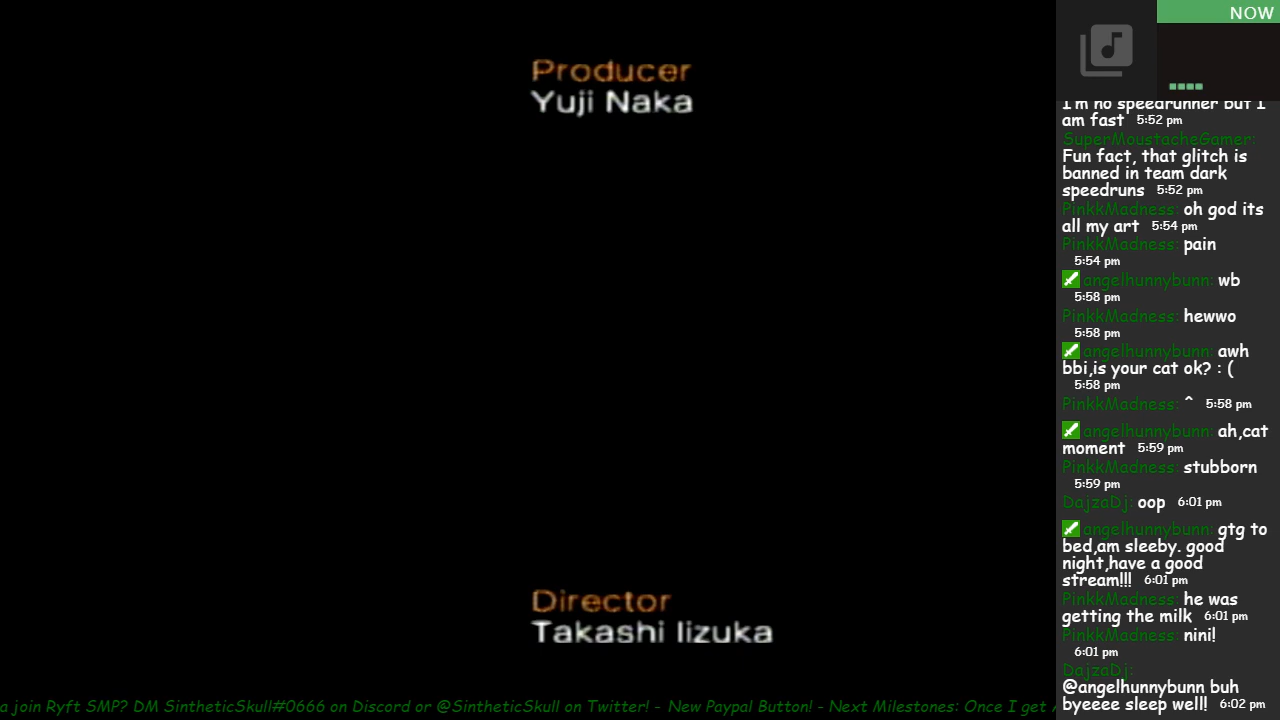 Producer
Yuji Naka
Director
Takashi Iizuka
a join Ryft SMP? DM SintheticSkull#0666 on Discord or @SintheticSkull on Twitter! - New Paypal Button! - Next Milestones: Once I get
NOW
I'm no speedrunner but I
am fast 5:52 pm
SuperMoustacheGamer:
Fun fact, that glitch is
banned in team dark
speedruns 5:52 pm
PinkkMadness: oh god its
all my art 5:54 pm
PinkkMadness: pain
5:54 pm
angelhunnybunn: wb
5:58 pm
PinkkMadness: hewwo
5:58 pm
angelhunnybunn: awh
bbi,is your cat ok? : (
5:58 pm
PinkkMadness: ^ 5:58 pm
angelhunnybunn: ah,cat
moment 5:59 pm
PinkkMadness: stubborn
5:59 pm
DajzaDj: oop 6:01 pm
angelhunnybunn: gtg to
bed,am sleeby. good
night,have a good
stream!!! 6:01 pm
PinkkMadness: he was
getting the milk 6:01 pm
PinkkMadness: nini!
6:01 pm
DajzaDj:
@angelhunnybunn buh
byeeee sleep well! 6:02 pm